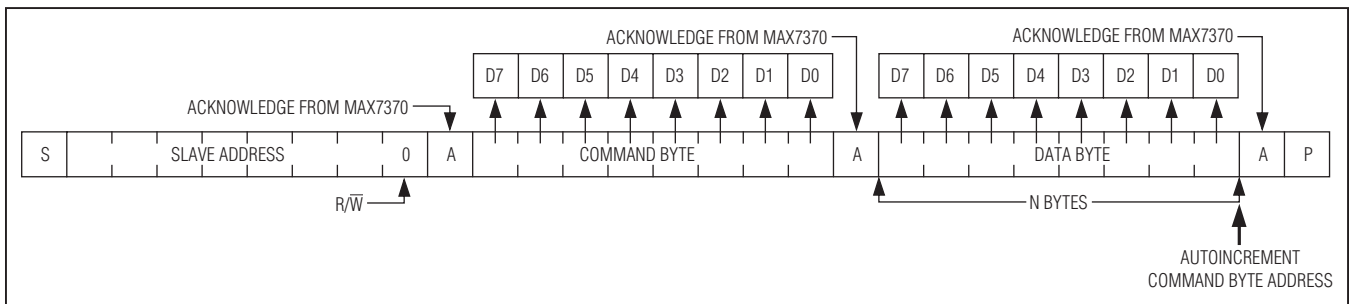 ACKNOWLEDGE FROM MAX7370
ACKNOWLEDGE FROM MAX7370
D7 D6 D5 D4 D3 D2 D1 D0
D7 D6 D5 D4 D3 D2 D1 D0
ACKNOWLEDGE FROM MAX7370
S SLAVE ADDRESS 0 A COMMAND BYTE A DATA BYTE A P
R/W̅
N BYTES
AUTOINCREMENT
COMMAND BYTE ADDRESS